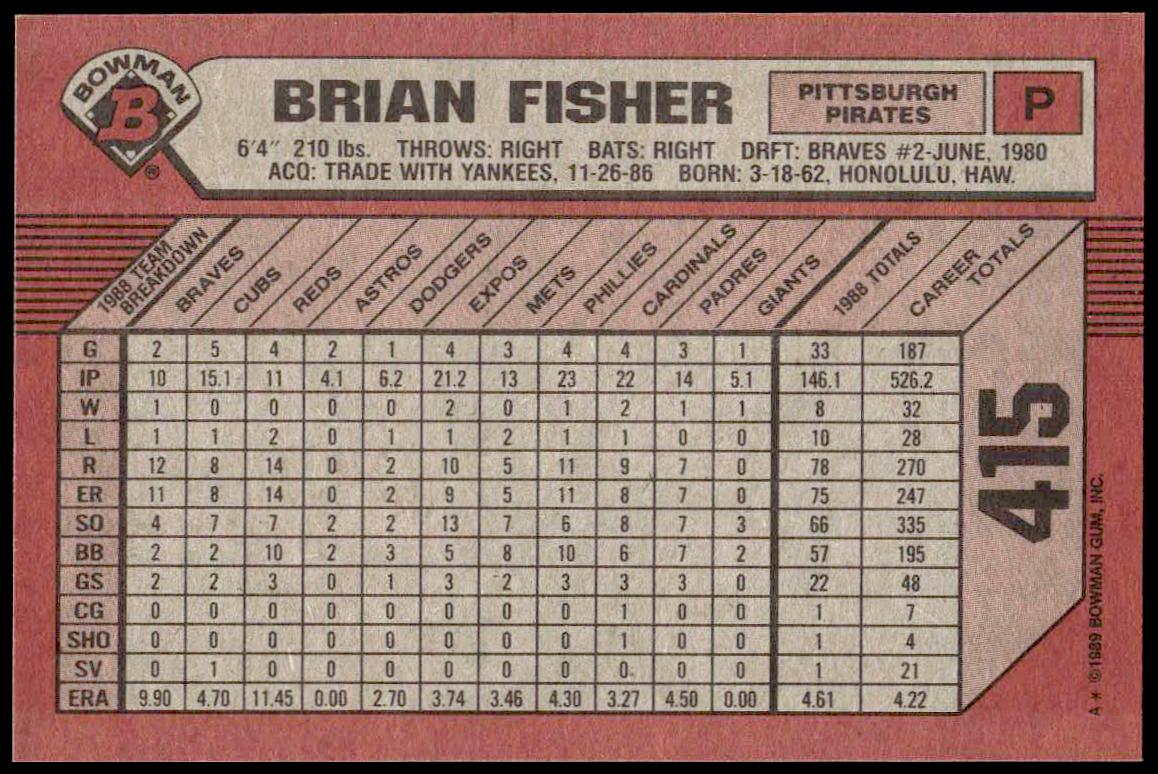 BOWMAN
B
®
BRIAN FISHER
PITTSBURGH
PIRATES
P
6'4" 210 lbs. THROWS: RIGHT BATS: RIGHT DRFT: BRAVES #2-JUNE, 1980
ACQ: TRADE WITH YANKEES, 11-26-86 BORN: 3-18-62, HONOLULU, HAW.
1988 TEAM
BREAKDOWN
BRAVES
CUBS
REDS
ASTROS
DODGERS
EXPOS
METS
PHILLIES
CARDINALS
PADRES
GIANTS
1988 TOTALS
CAREER
TOTALS
G 2 5 4 2 1 4 3 4 4 3 1 33 187
IP 10 15.1 11 4.1 6.2 21.2 13 23 22 14 5.1 146.1 526.2
W 1 0 0 0 0 2 0 1 2 1 1 8 32
L 1 1 2 0 1 1 2 1 1 0 0 10 28
R 12 8 14 0 2 10 5 11 9 7 0 78 270
ER 11 8 14 0 2 9 5 11 8 7 0 75 247
SO 4 7 7 2 2 13 7 6 8 7 3 66 335
BB 2 2 10 2 3 5 8 10 6 7 2 57 195
GS 2 2 3 0 1 3 2 3 3 3 0 22 48
CG 0 0 0 0 0 0 0 0 1 0 0 1 7
SHO 0 0 0 0 0 0 0 0 1 0 0 1 4
SV 0 1 0 0 0 0 0 0 0 0 0 1 21
ERA 9.90 4.70 11.45 0.00 2.70 3.74 3.46 4.30 3.27 4.50 0.00 4.61 4.22
415
A * ©1989 BOWMAN GUM, INC.